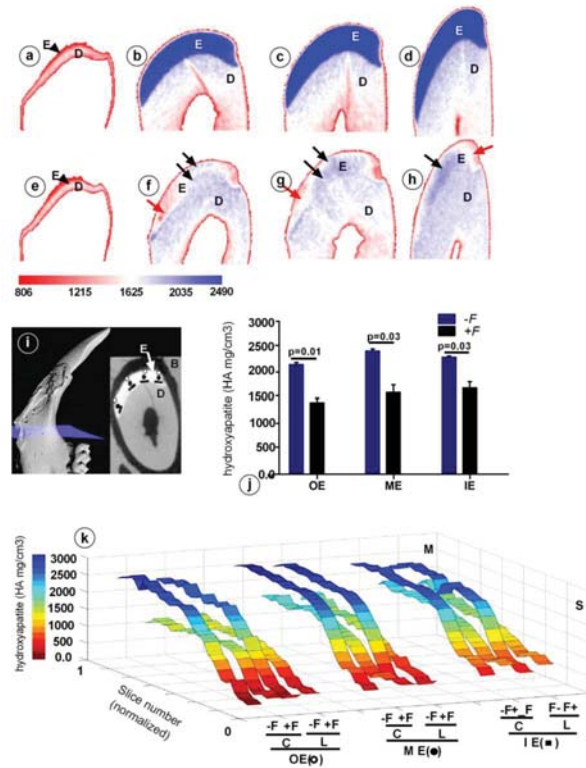 a E D
b E D
c E D
d E D
e E D
f E D
g E D
h E D
806 1215 1625 2035 2490
i E B D
hydroxyapatite (HA mg/cm3)
3000
2500
2000
1500
1000
500
0.0
-F
+F
p=0.01 p=0.03 p=0.03
OE ME IE
j
k
hydroxyapatite (HA mg/cm3)
3000
2500
2000
1500
1000
500
0.0
M
S
1
Slice number
(normalized)
0
-F +F -F +F -F +F -F +F -F+_F F- F+
C L C L C L
OE(o) M E(●) I E(■)